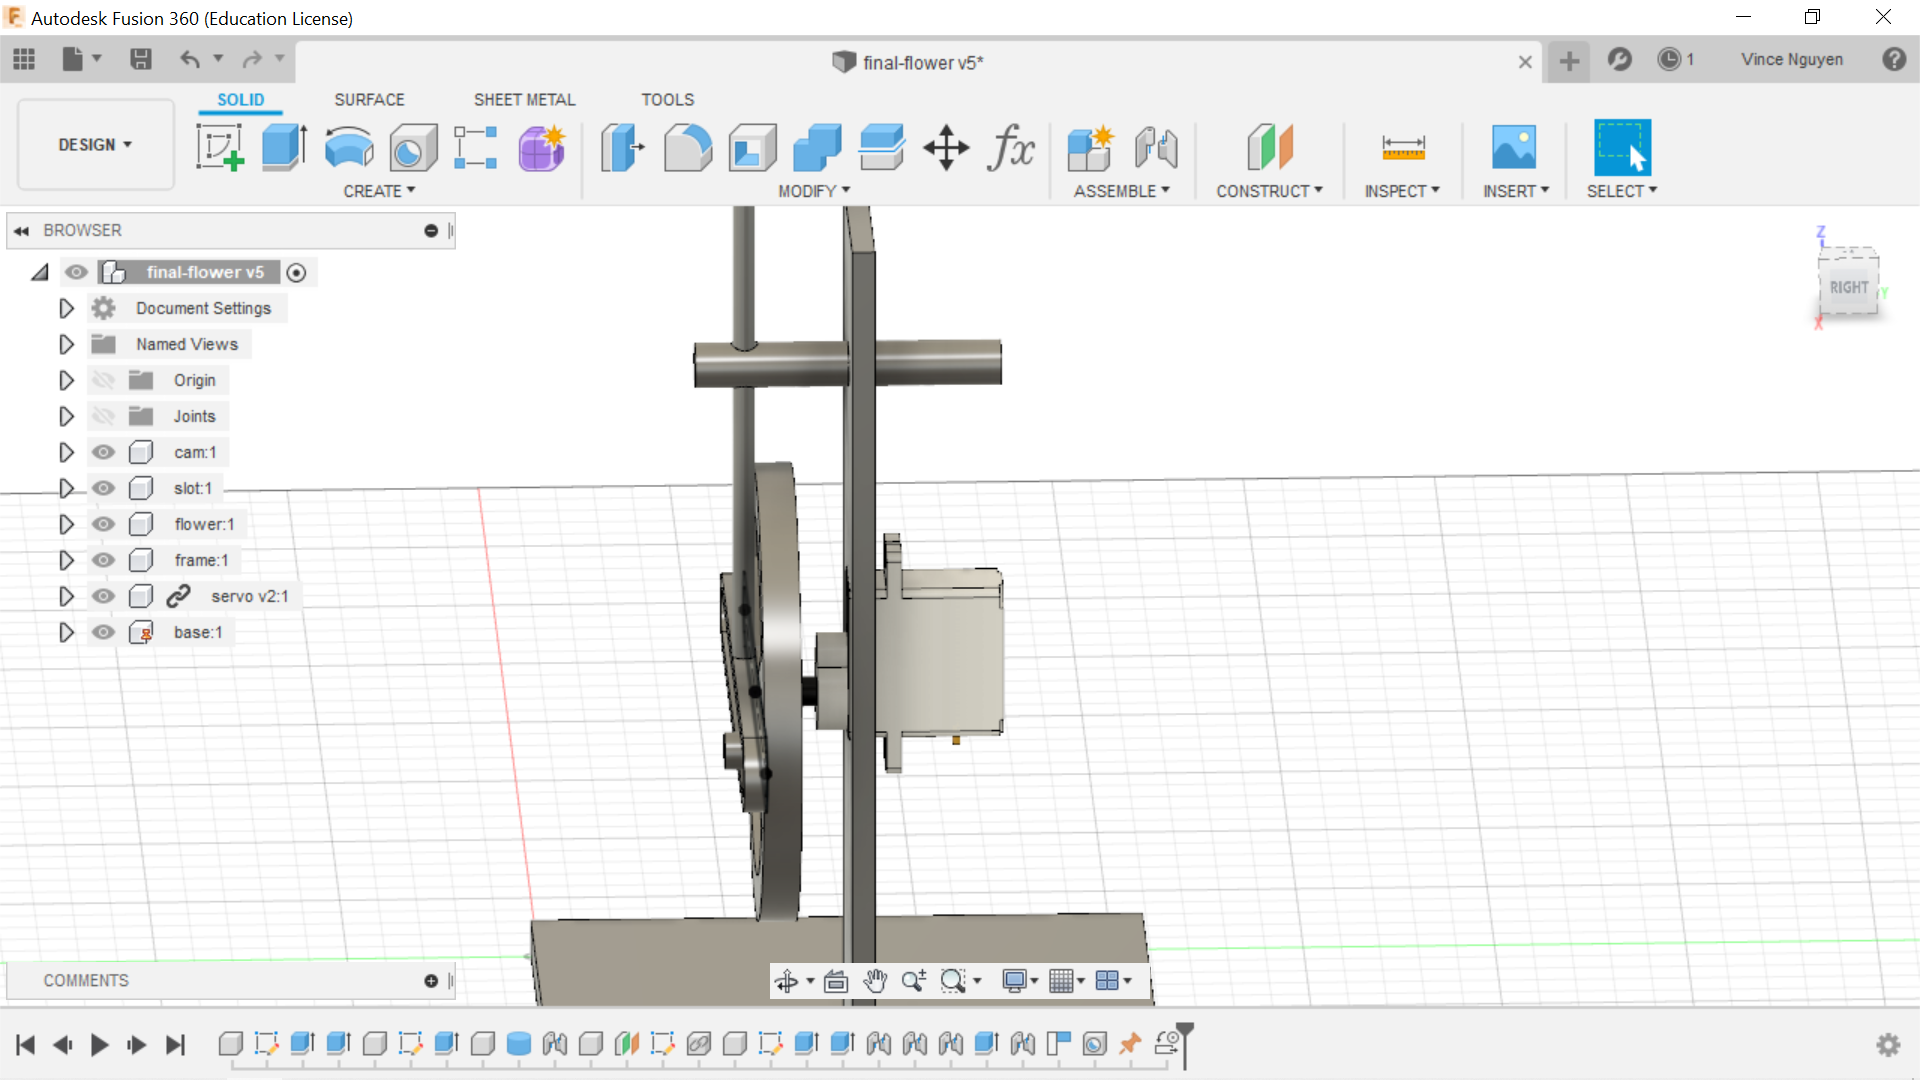 Autodesk Fusion 360 (Education License)
final-flower v5*
1
Vince Nguyen
DESIGN
SOLID
SURFACE
SHEET METAL
TOOLS
CREATE
MODIFY
ASSEMBLE
CONSTRUCT
INSPECT
INSERT
SELECT
BROWSER
final-flower v5
Document Settings
Named Views
Origin
Joints
cam:1
slot:1
flower:1
frame:1
servo v2:1
base:1
Z
RIGHT
Y
X
COMMENTS